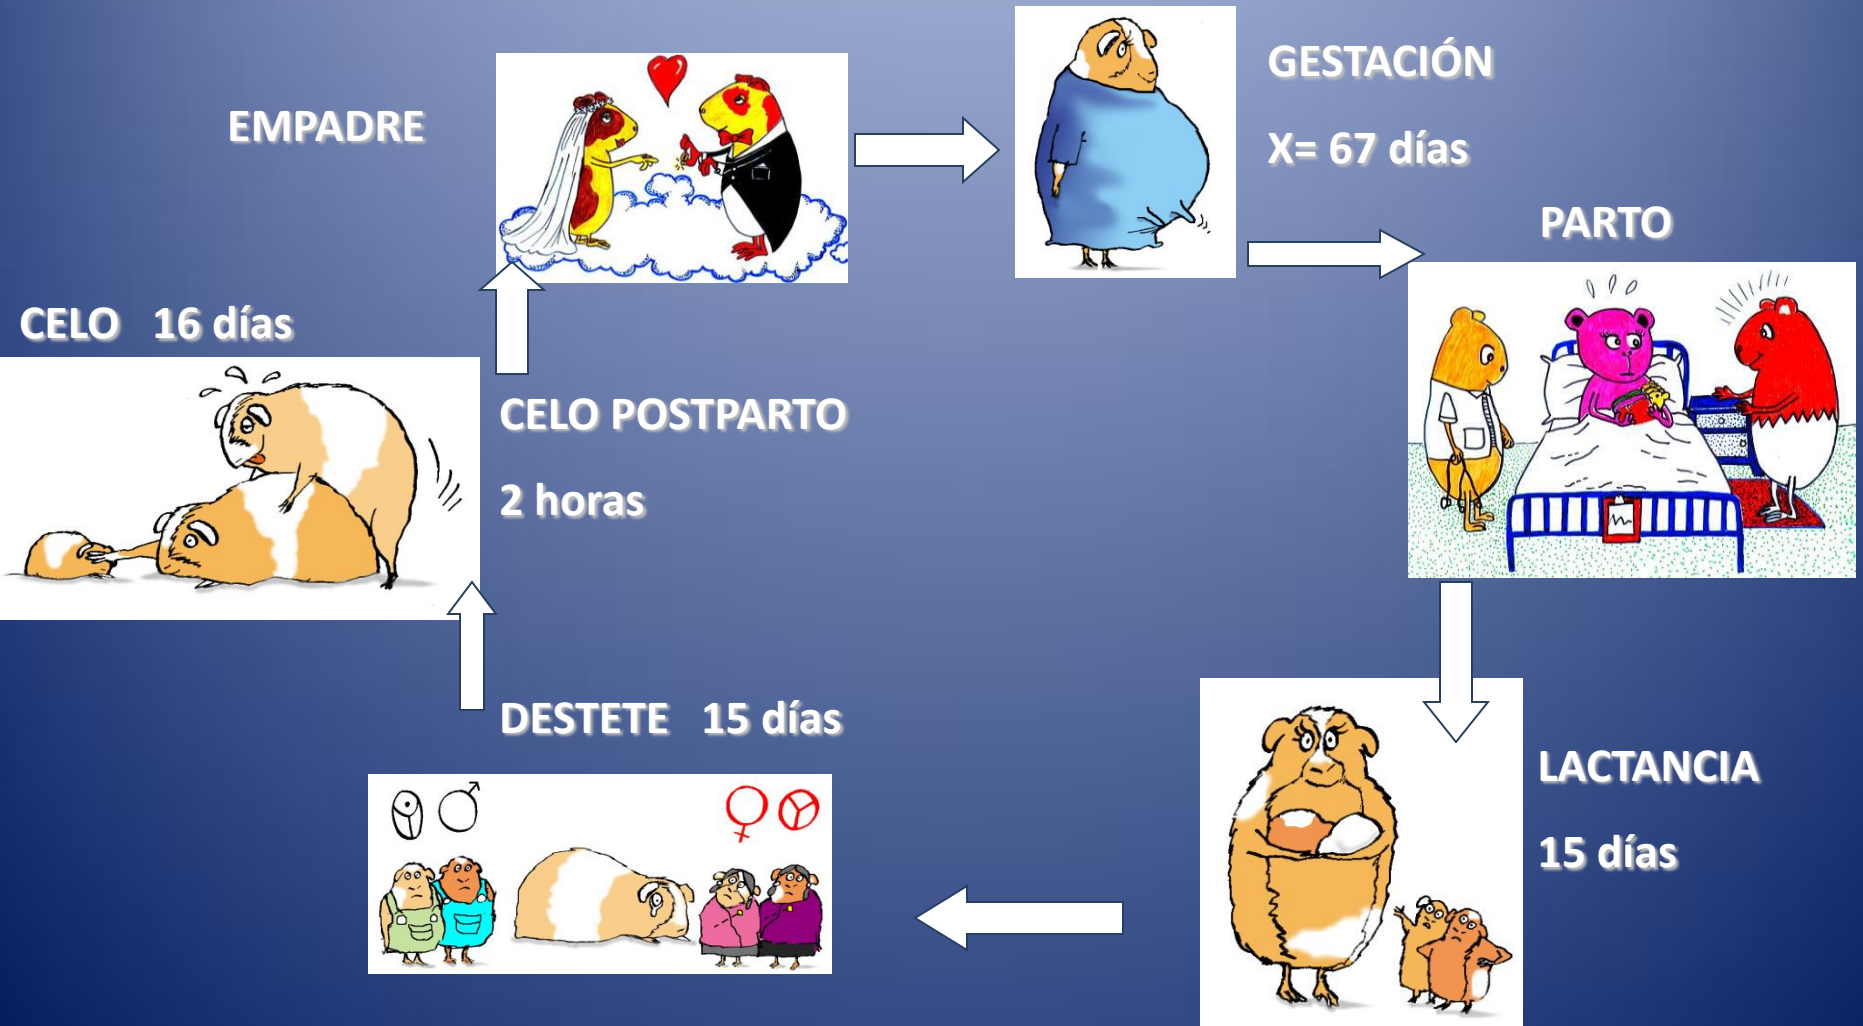 EMPADRE
GESTACIÓN
X= 67 días
PARTO
CELO 16 días
CELO POSTPARTO
2 horas
DESTETE 15 días
LACTANCIA
15 días